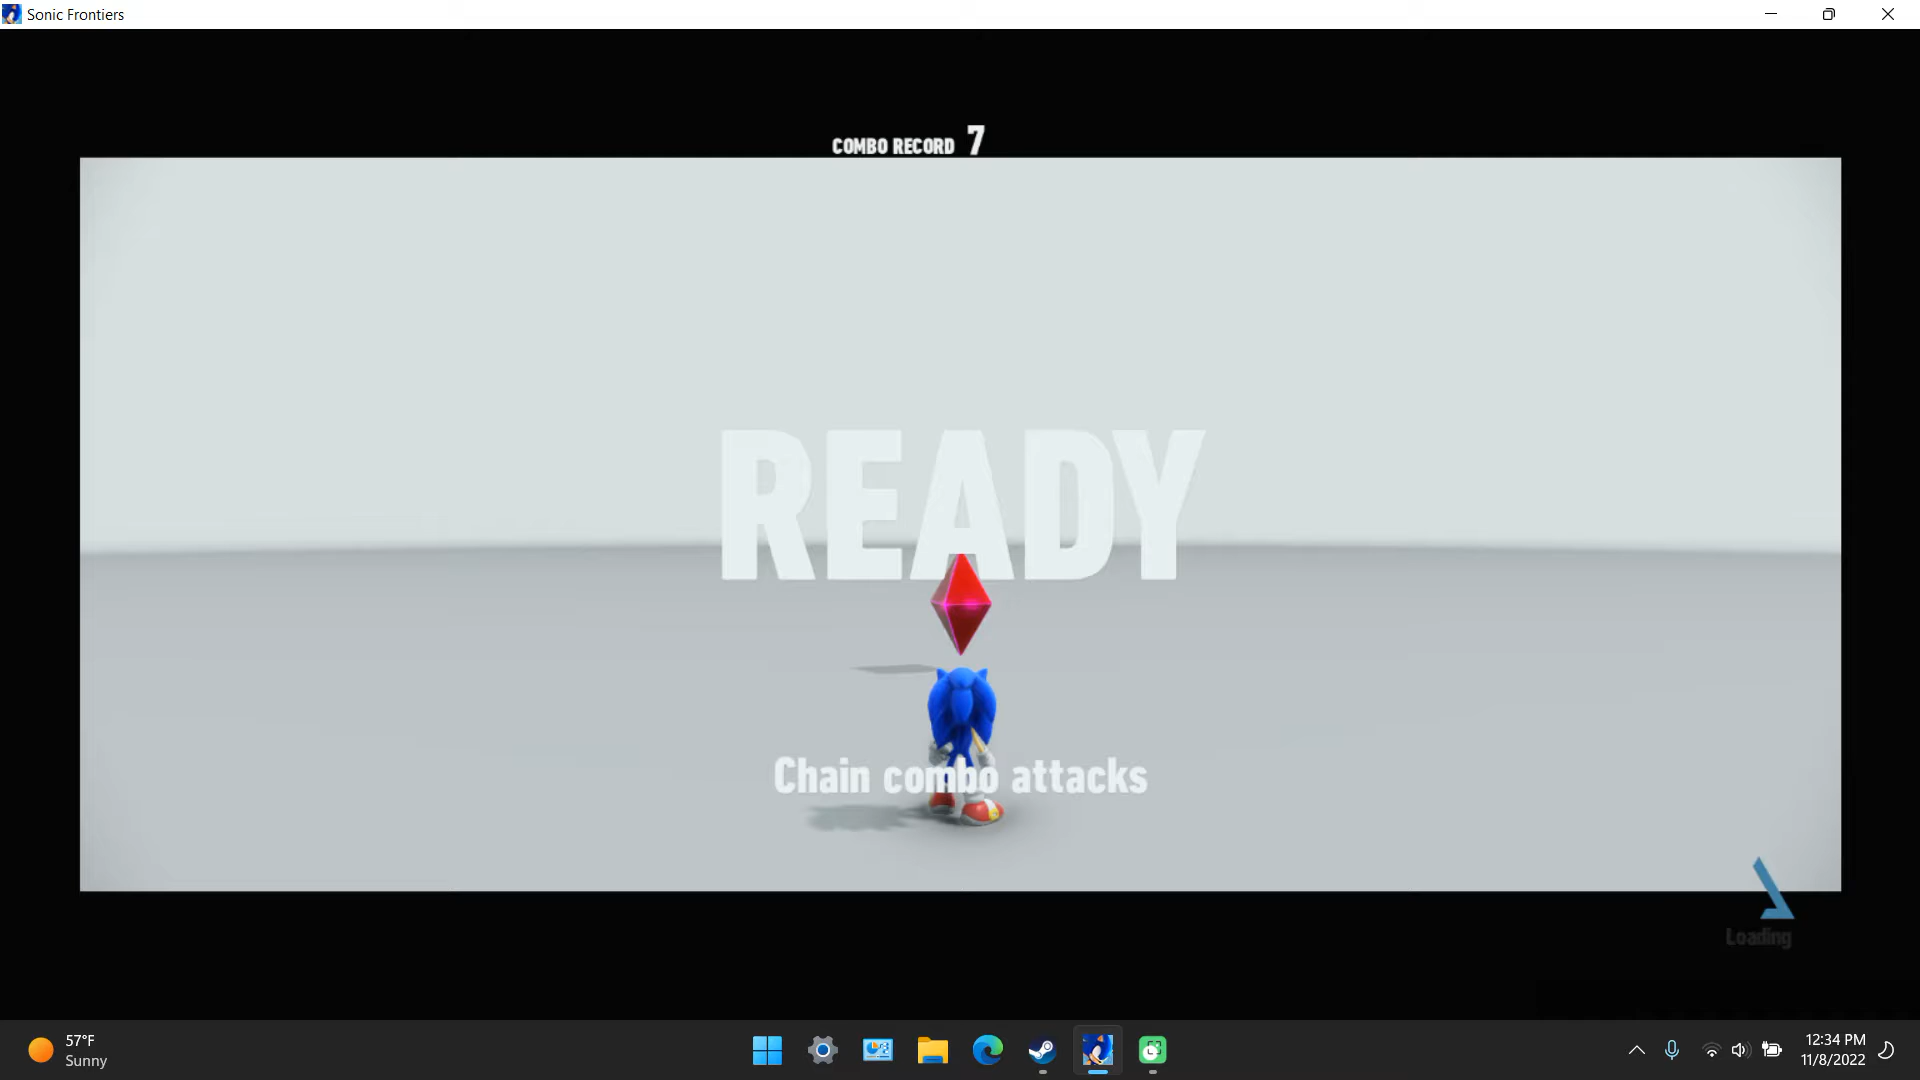 Sonic Frontiers
COMBO RECORD 7
READY
Chain combo attacks
Loading
57°F
Sunny
12:34 PM
11/8/2022